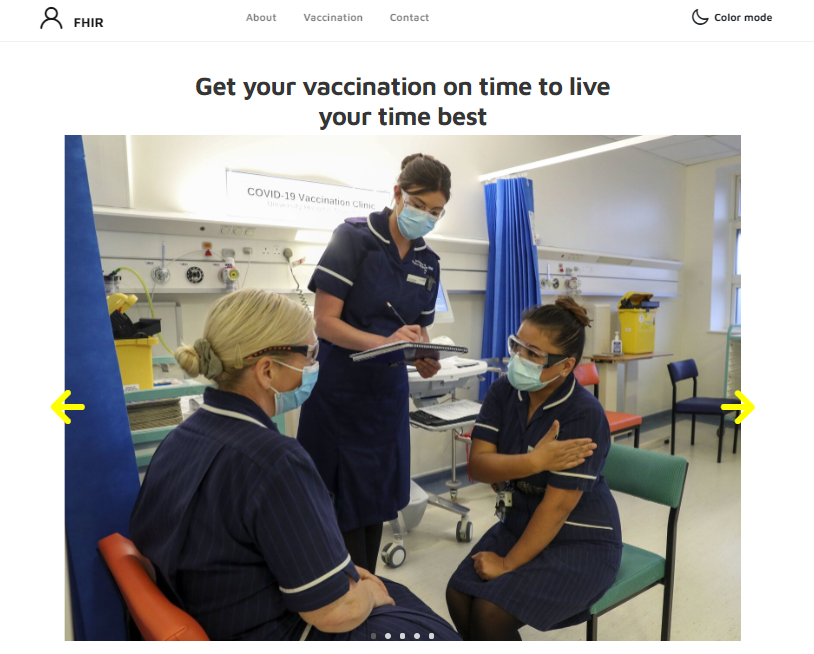 FHIR
About
Vaccination
Contact
Color mode
Get your vaccination on time to live
your time best
COVID-19 Vaccination Clinic